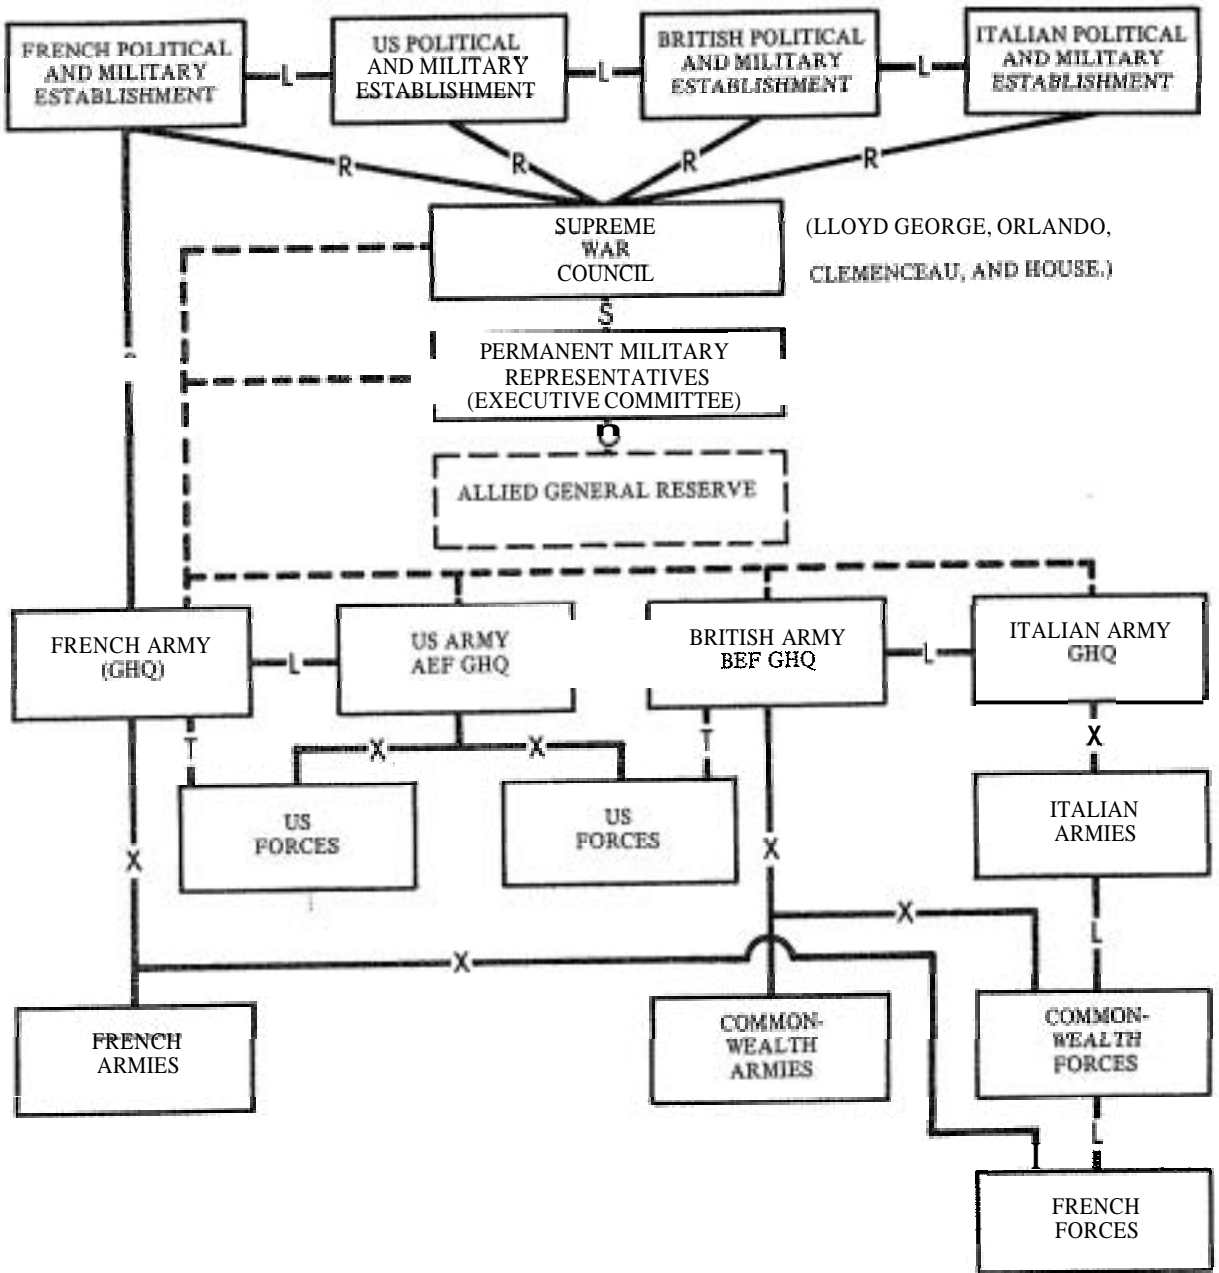 FRENCH POLITICAL
AND MILITARY
ESTABLISHMENT
L
US POLITICAL
AND MILITARY
ESTABLISHMENT
L
BRITISH POLITICAL
AND MILITARY
ESTABLISHMENT
L
ITALIAN POLITICAL
AND MILITARY
ESTABLISHMENT
R
R
R
R
SUPREME
WAR
COUNCIL
(LLOYD GEORGE, ORLANDO,
CLEMENCEAU, AND HOUSE.)
S
PERMANENT MILITARY
REPRESENTATIVES
(EXECUTIVE COMMITTEE)
ALLIED GENERAL RESERVE
FRENCH ARMY
(GHQ)
L
US ARMY
AEF GHQ
BRITISH ARMY
BEF GHQ
L
ITALIAN ARMY
GHQ
T
X
X
T
X
US
FORCES
US
FORCES
ITALIAN
ARMIES
X
X
X
L
X
FRENCH
ARMIES
COMMON-
WEALTH
ARMIES
COMMON-
WEALTH
FORCES
L
FRENCH
FORCES